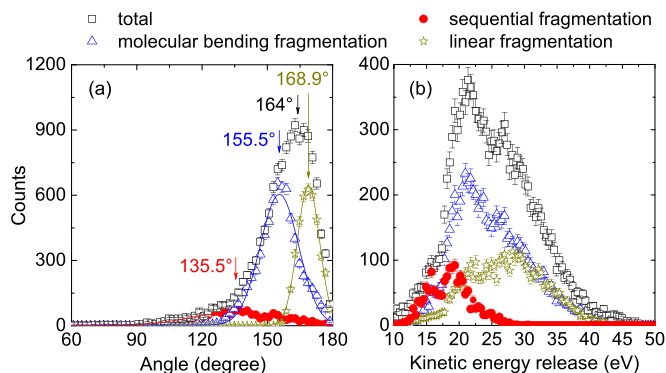 total
sequential fragmentation
molecular bending fragmentation
linear fragmentation
1200
900
600
300
0
(a)
168.9°
164°
155.5°
135.5°
60 90 120 150 180
Angle (degree)
Counts
400
300
200
100
0
(b)
10 15 20 25 30 35 40 45 50
Kinetic energy release (eV)